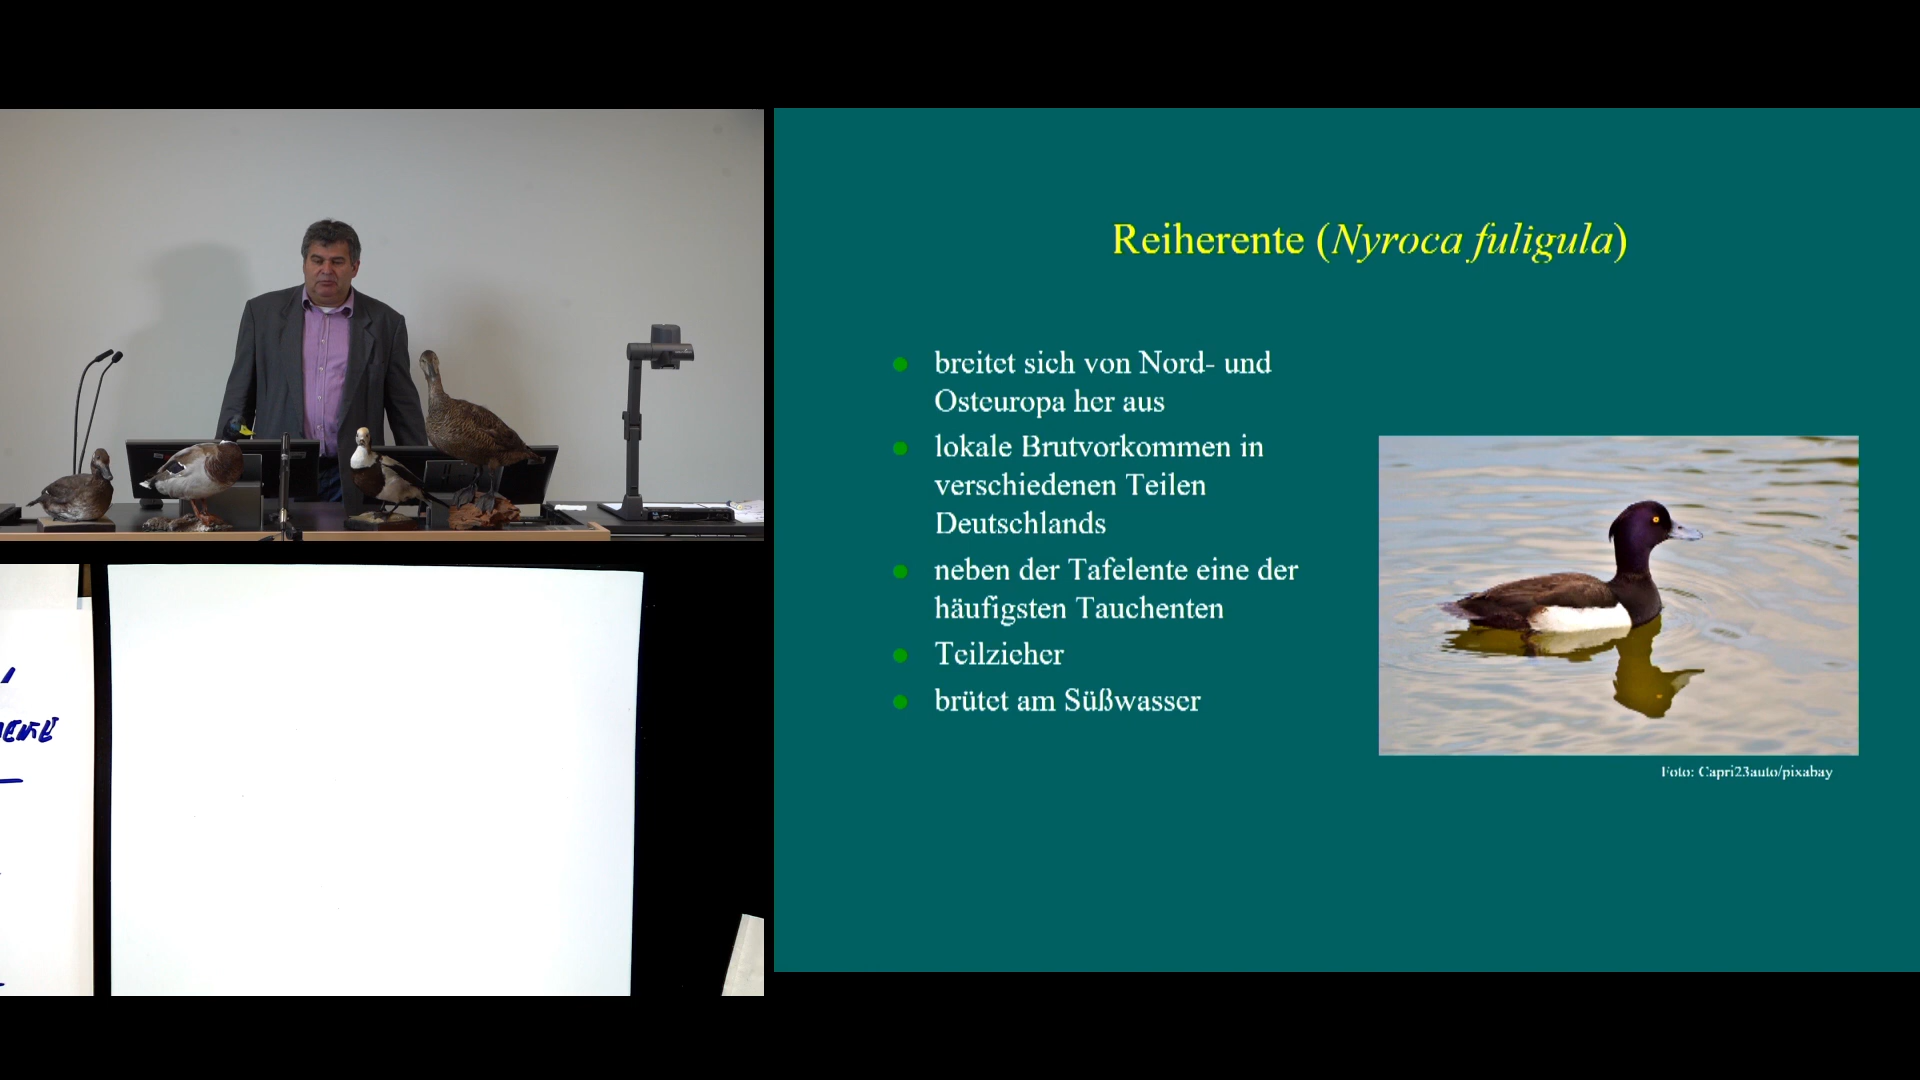 Reiherente (Nyroca fuligula)
breitet sich von Nord- und
Osteuropa her aus
lokale Brutvorkommen in
verschiedenen Teilen
Deutschlands
neben der Tafelente eine der
häufigsten Tauchenten
Teilzieher
brütet am Süßwasser
Foto: Capri23auto/pixabay